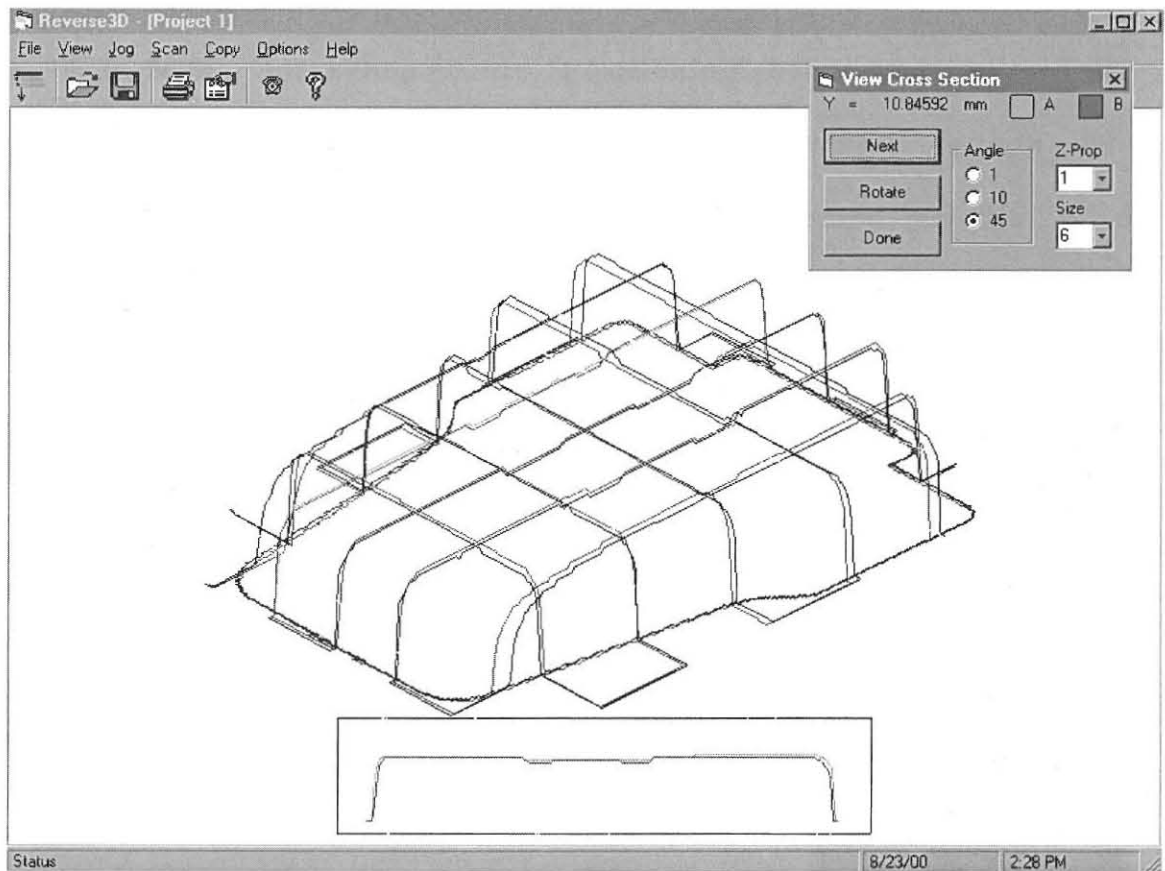 Reverse3D - [Project 1]
File View Jog Scan Copy Options Help
View Cross Section
Y = 10.84592 mm A B
Next
Rotate
Done
Angle
1
10
45
Z-Prop
1
Size
6
Status 8/23/00 2:28 PM